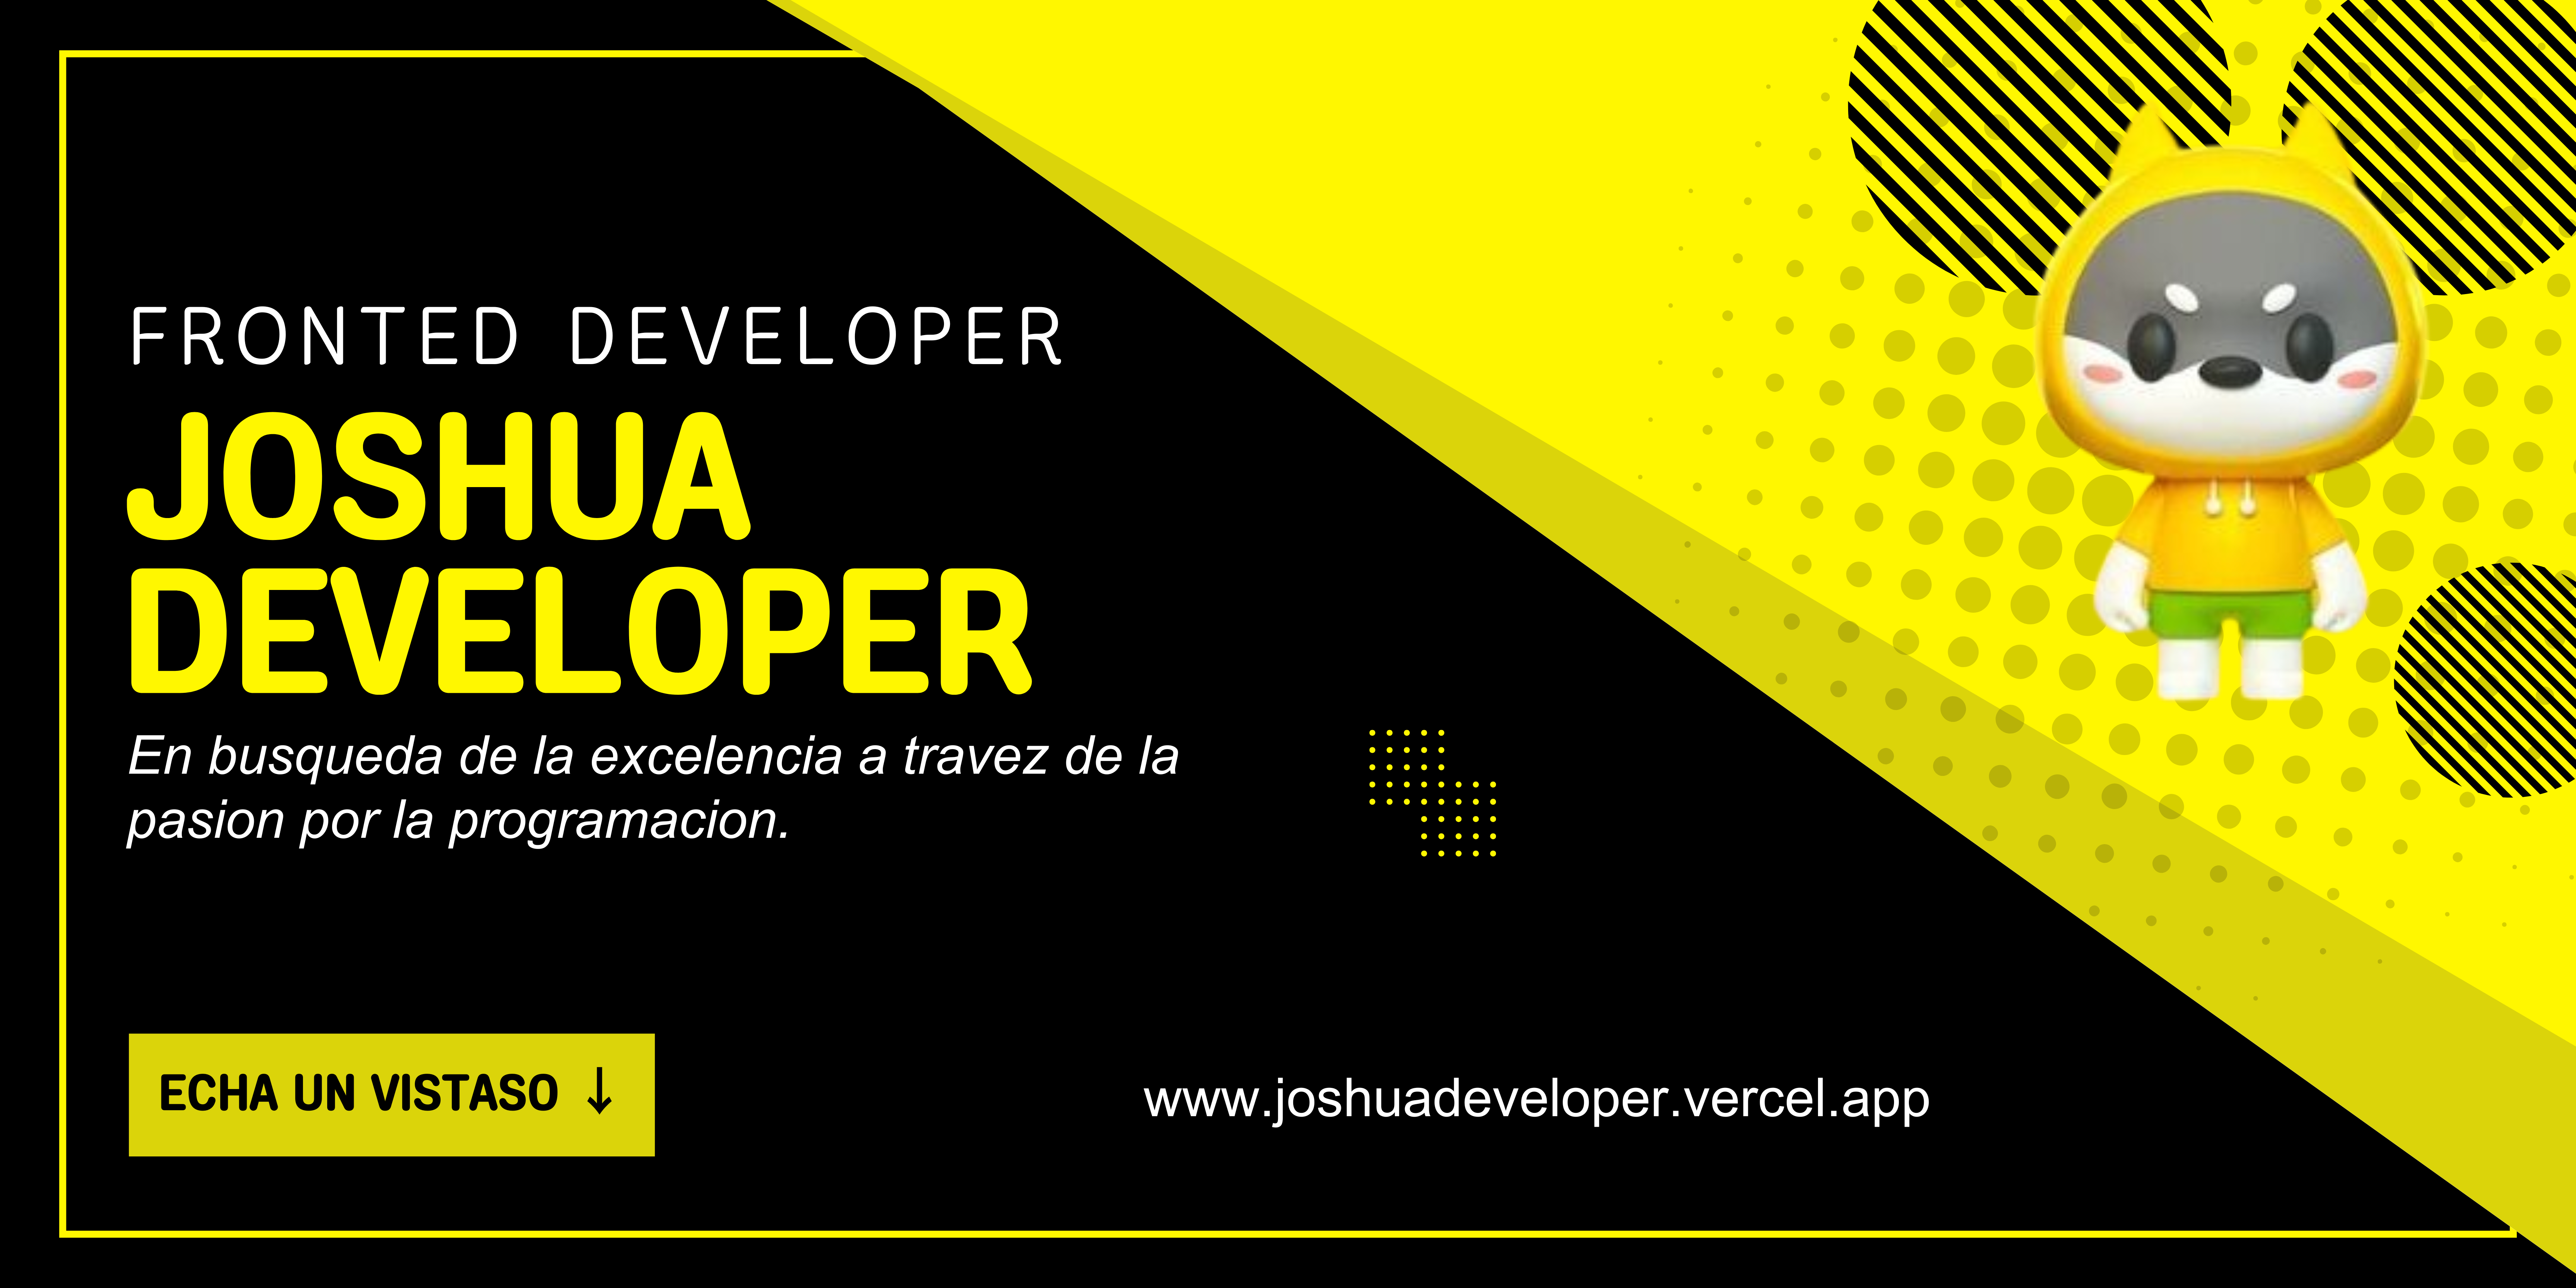 FRONTED DEVELOPER
JOSHUA
DEVELOPER
En busqueda de la excelencia a travez de la
pasion por la programacion.
ECHA UN VISTASO ↓
www.joshuadeveloper.vercel.app